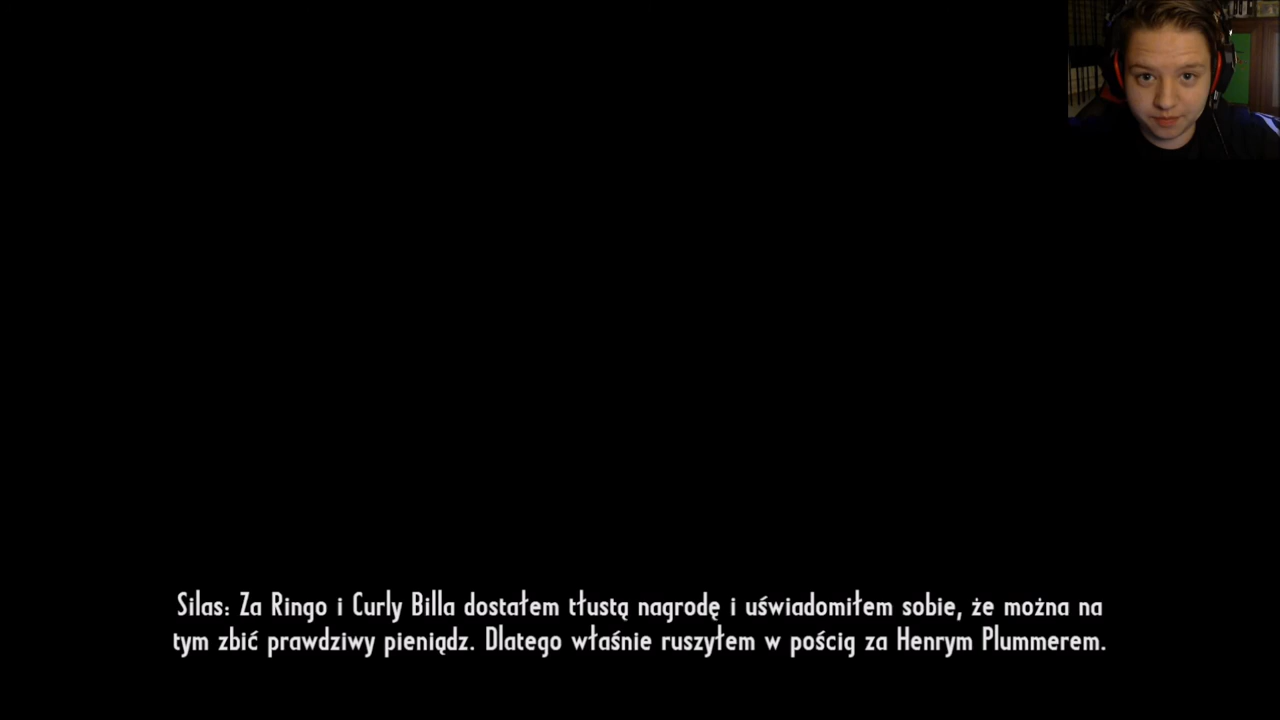 Silas: Za Ringo i Curly Billa dostałem tłustą nagrodę i uświadomiłem sobie, że można na
tym zbić prawdziwy pieniądz. Dlatego właśnie ruszyłem w pościg za Henrym Plummerem.